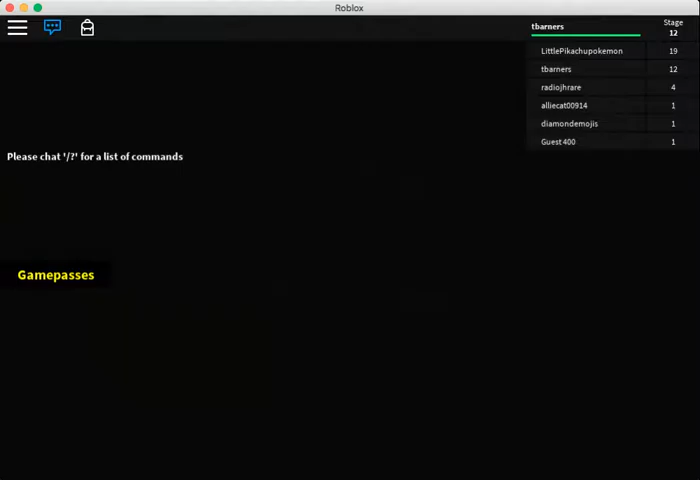 Roblox
tbarners
Stage
12
LittlePikachupokemon 19
tbarners 12
radiojhrare 4
alliecat00914 1
diamondemojis 1
Guest 400 1
Please chat '/?' for a list of commands
Gamepasses